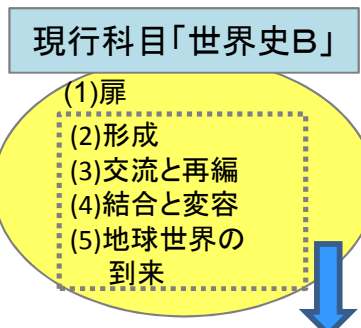 現行科目「世界史B」
(1)扉
(2)形成
(3)交流と再編
(4)結合と変容
(5)地球世界の
到来